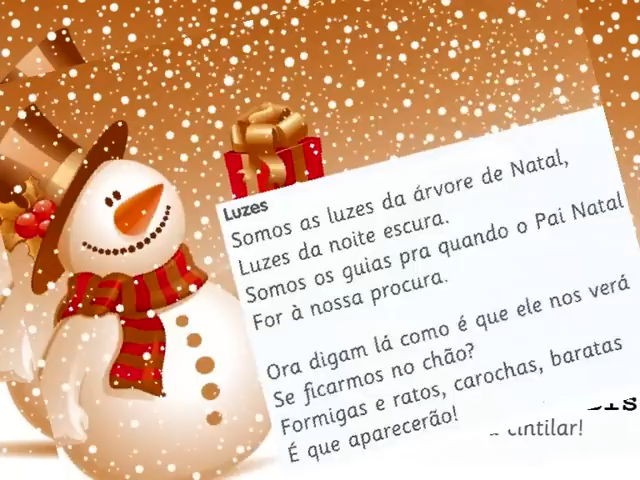 Luzes
Somos as luzes da árvore de Natal,
Luzes da noite escura.
Somos os guias pra quando o Pai Natal
For à nossa procura.
Ora digam lá como é que ele nos verá
Se ficarmos no chão?
Formigas e ratos, carochas, baratas
É que aparecerão!